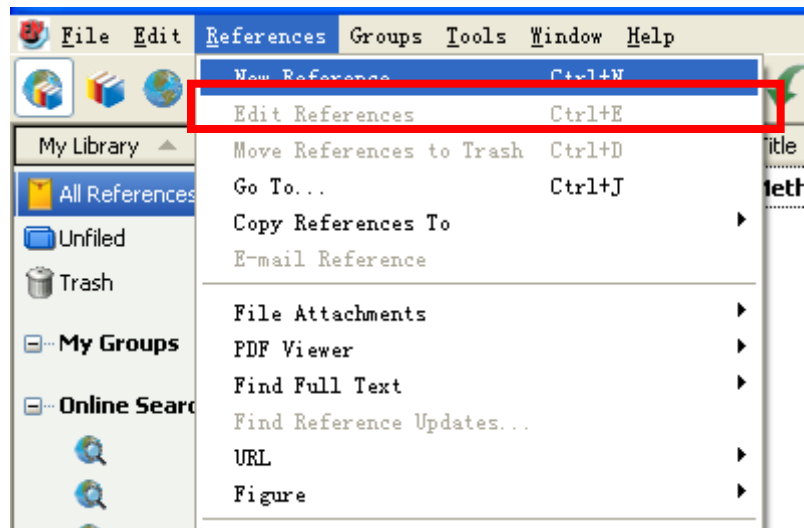 File Edit References Groups Tools Window Help
New Reference Ctrl+N
Edit References Ctrl+E
My Library
Move References to Trash Ctrl+D
Title
All References
Go To... Ctrl+J
Unfiled
Copy References To
Trash
E-mail Reference
File Attachments
My Groups
PDF Viewer
Find Full Text
Online Searc
Find Reference Updates...
URL
Figure